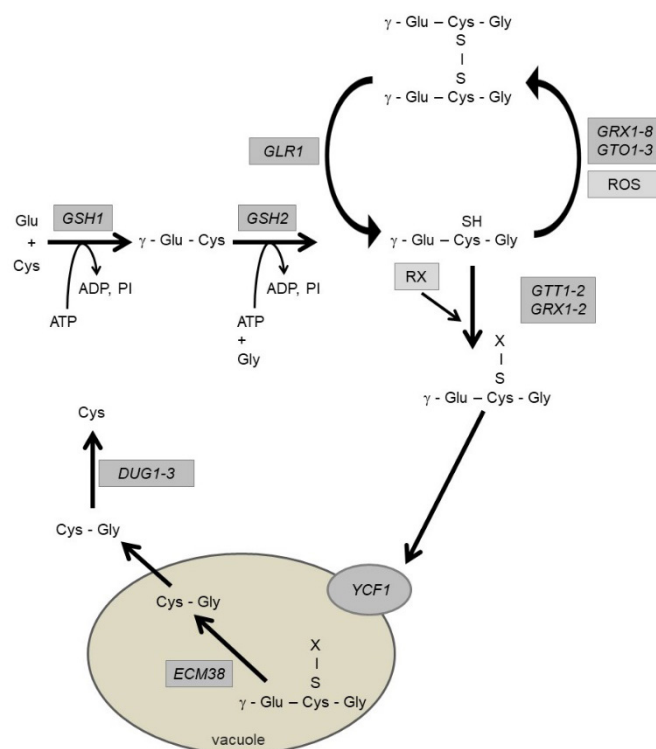 γ - Glu – Cys - Gly
S
I
S
γ - Glu – Cys - Gly
GLR1
GRX1-8
GTO1-3
ROS
Glu
+
Cys
GSH1
γ - Glu - Cys
GSH2
SH
γ - Glu – Cys - Gly
ADP, PI
ATP
ADP, PI
ATP
+
Gly
RX
GTT1-2
GRX1-2
X
I
S
γ - Glu – Cys - Gly
Cys
DUG1-3
Cys - Gly
YCF1
Cys - Gly
ECM38
X
I
S
γ - Glu – Cys - Gly
vacuole